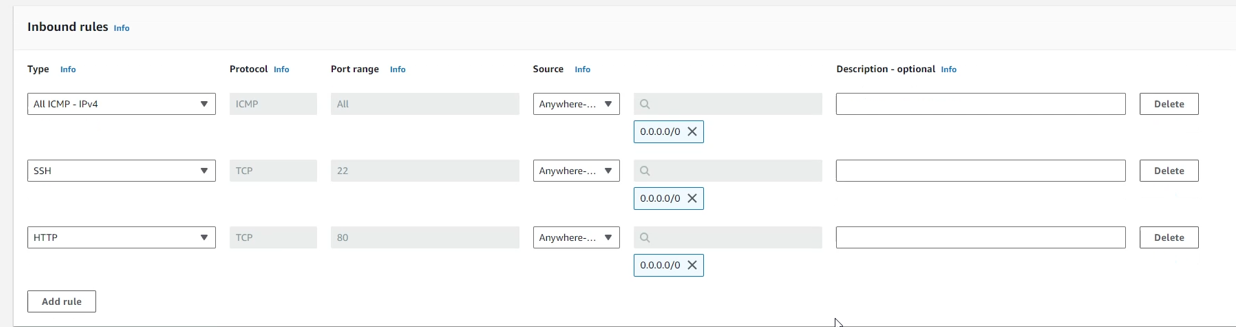 Inbound rules Info
Type Info Protocol Info Port range Info Source Info Description - optional Info
All ICMP - IPv4 ICMP All Anywhere-... Delete
0.0.0.0/0
SSH TCP 22 Anywhere-... Delete
0.0.0.0/0
HTTP TCP 80 Anywhere-... Delete
0.0.0.0/0
Add rule